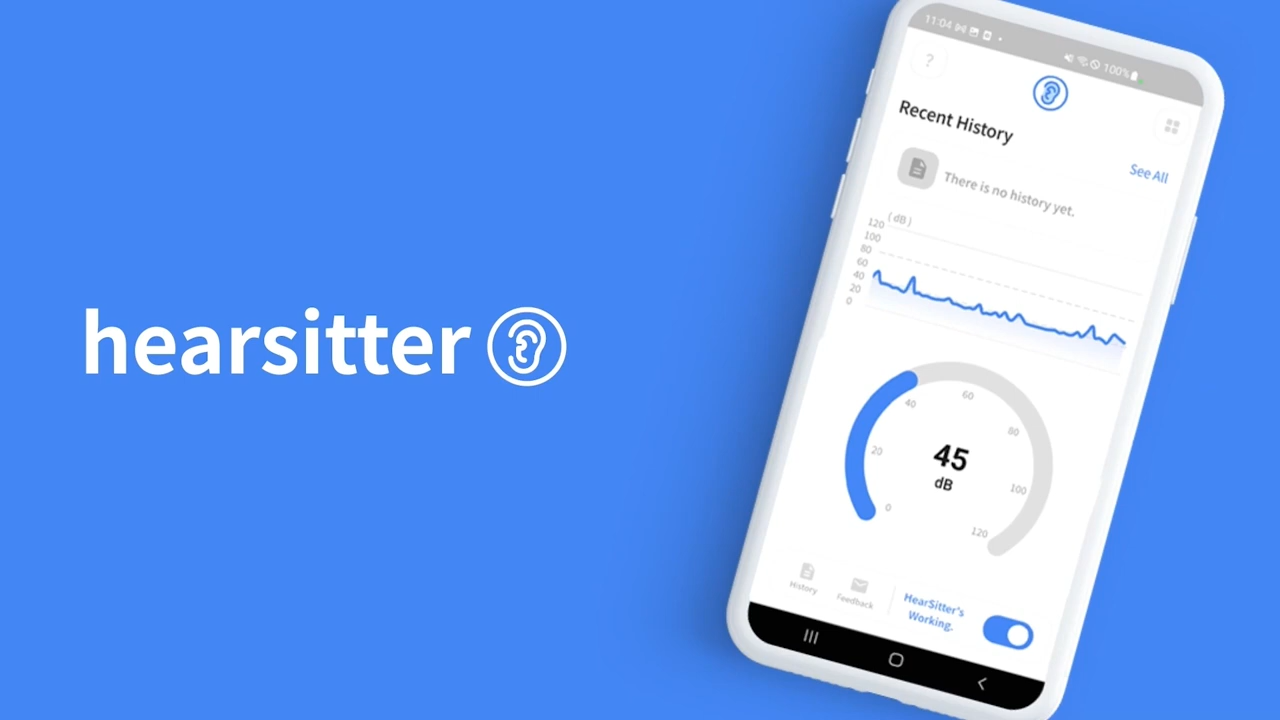 hearsitter
11:04
100%
?
Recent History
See All
There is no history yet.
( dB )
120
100
80
60
40
20
0
60
40
80
20
45
dB
100
0
120
History
Feedback
HearSitter's
Working.